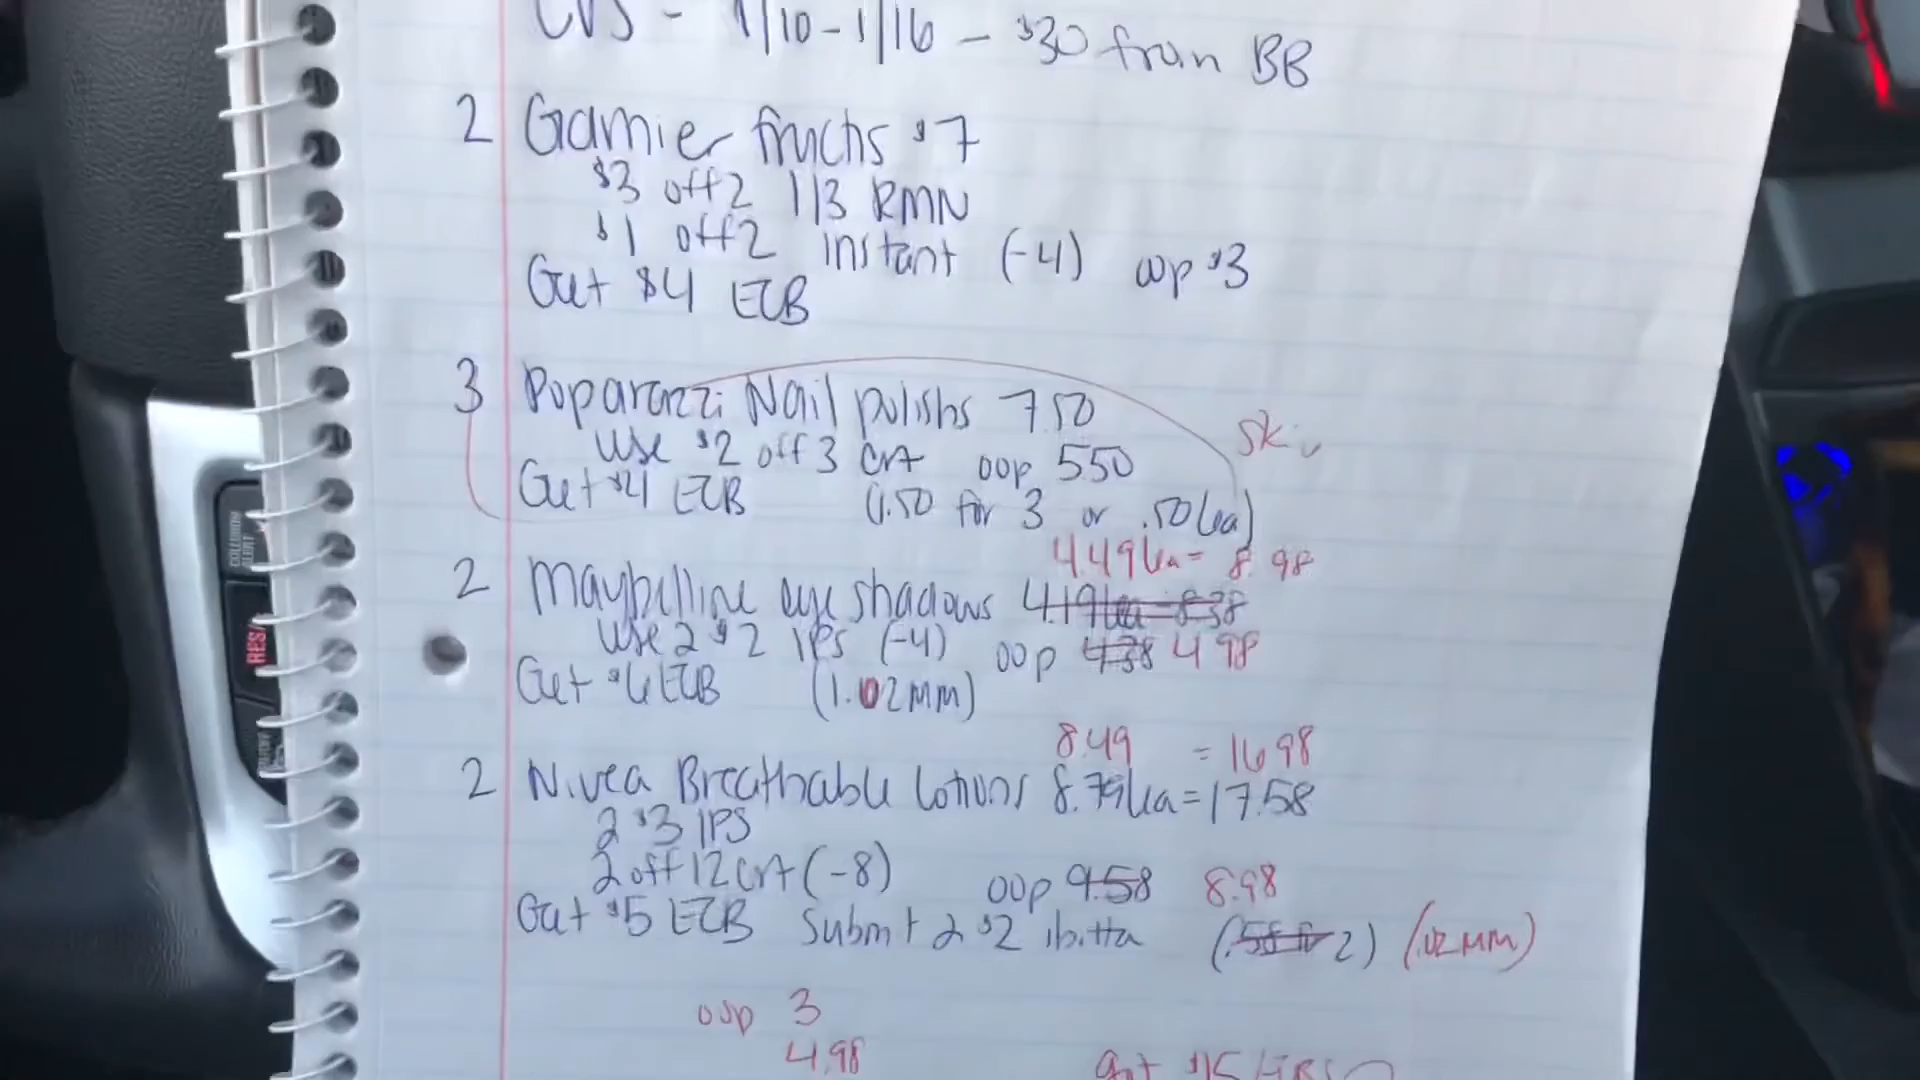 CVS - 1/10 - 1/16 - $30 from BB
2 Garnier fructis $7
$3 off 2 1/3 RMN
$1 off 2 instant (-4) oop $3
Get $4 ECB
3 Poparazzi Nail polishs 7.50
use $2 off 3 crt oop 5.50
Get $4 ECB (1.50 for 3 or .50 ea)
4.49 ea = 8.98
2 Maybelline eye shadows 4.19 ea = 8.38
use 2 $2 IPS (-4) oop 4.38 4.98
Get $6 ECB (1.02 MM)
8.49 = 16.98
2 Nivea Breathable Lotions 8.79 ea = 17.58
2 $3 IPS
2 off 12 crt (-8) oop 9.58 8.98
Get $5 ECB Submit 2 $2 ibitta (.58 for 2) (.02 MM)
oop 3
4.98
got $15 ECBS
RES/